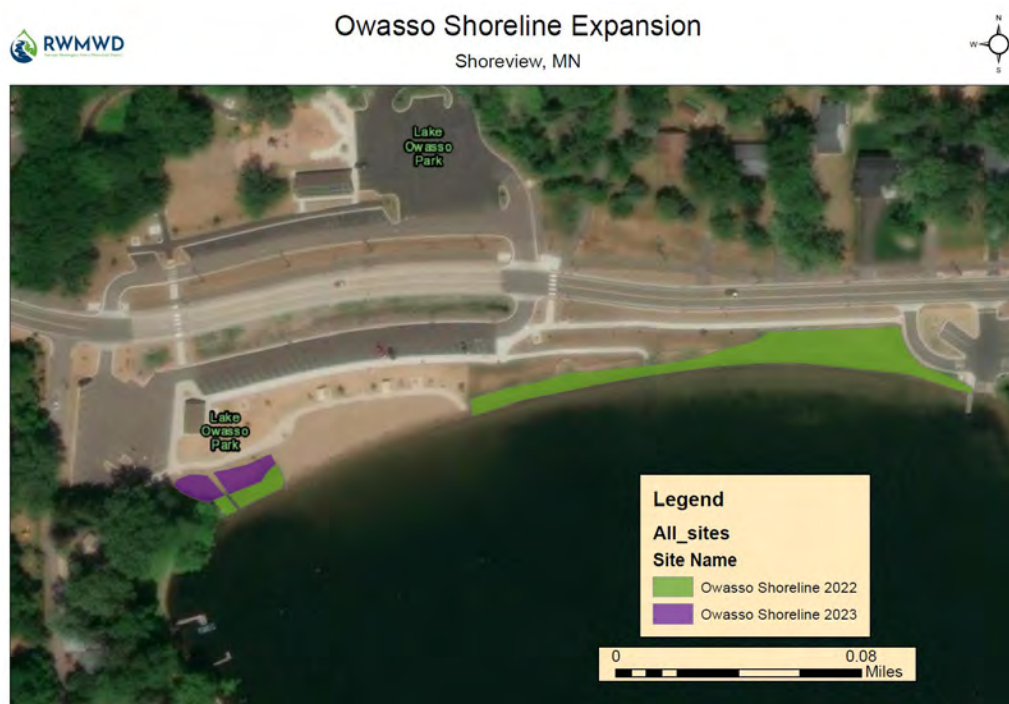 RWMWD
Owasso Shoreline Expansion
Shoreview, MN
N
W
S
Lake
Owasso
Park
Lake
Owasso
Park
Legend
All_sites
Site Name
Owasso Shoreline 2022
Owasso Shoreline 2023
0
0.08
Miles